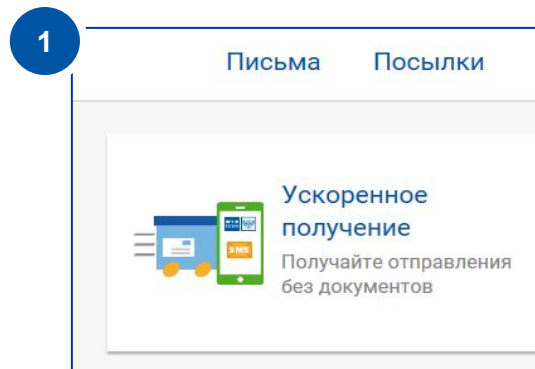 1
Письма Посылки
Ускоренное
получение
Получайте отправления
без документов
SMS